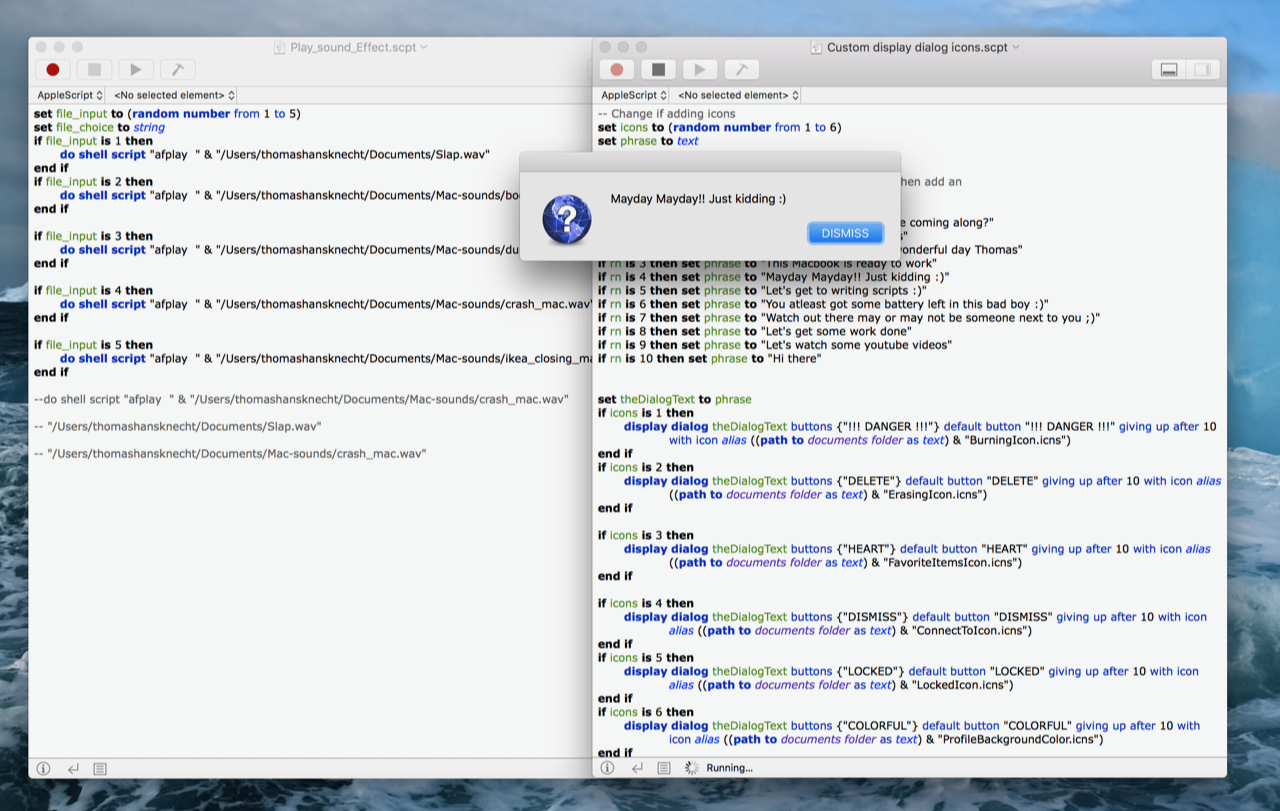 Play_sound_Effect.scpt
AppleScript
<No selected element>
set file_input to (random number from 1 to 5)
set file_choice to string
if file_input is 1 then
do shell script "afplay  " & "/Users/thomashansknecht/Documents/Slap.wav"
end if
if file_input is 2 then
do shell script "afplay  " & "/Users/thomashansknecht/Documents/Mac-sounds/bo
end if
if file_input is 3 then
do shell script "afplay  " & "/Users/thomashansknecht/Documents/Mac-sounds/du
end if
if file_input is 4 then
do shell script "afplay  " & "/Users/thomashansknecht/Documents/Mac-sounds/crash_mac.wav"
end if
if file_input is 5 then
do shell script "afplay  " & "/Users/thomashansknecht/Documents/Mac-sounds/ikea_closing_ma
end if
--do shell script "afplay  " & "/Users/thomashansknecht/Documents/Mac-sounds/crash_mac.wav"
-- "/Users/thomashansknecht/Documents/Slap.wav"
-- "/Users/thomashansknecht/Documents/Mac-sounds/crash_mac.wav"
Custom display dialog icons.scpt
AppleScript
<No selected element>
-- Change if adding icons
set icons to (random number from 1 to 6)
set phrase to text
Mayday Mayday!! Just kidding :)
DISMISS
then add an
e coming along?"
"
onderful day Thomas"
if rn is 3 then set phrase to "This Macbook is ready to work"
if rn is 4 then set phrase to "Mayday Mayday!! Just kidding :)"
if rn is 5 then set phrase to "Let's get to writing scripts :)"
if rn is 6 then set phrase to "You atleast got some battery left in this bad boy :)"
if rn is 7 then set phrase to "Watch out there may or may not be someone next to you ;)"
if rn is 8 then set phrase to "Let's get some work done"
if rn is 9 then set phrase to "Let's watch some youtube videos"
if rn is 10 then set phrase to "Hi there"
set theDialogText to phrase
if icons is 1 then
display dialog theDialogText buttons {"!!! DANGER !!!"} default button "!!! DANGER !!!" giving up after 10
with icon alias ((path to documents folder as text) & "BurningIcon.icns")
end if
if icons is 2 then
display dialog theDialogText buttons {"DELETE"} default button "DELETE" giving up after 10 with icon alias
((path to documents folder as text) & "ErasingIcon.icns")
end if
if icons is 3 then
display dialog theDialogText buttons {"HEART"} default button "HEART" giving up after 10 with icon alias
((path to documents folder as text) & "FavoriteItemsIcon.icns")
end if
if icons is 4 then
display dialog theDialogText buttons {"DISMISS"} default button "DISMISS" giving up after 10 with icon
alias ((path to documents folder as text) & "ConnectToIcon.icns")
end if
if icons is 5 then
display dialog theDialogText buttons {"LOCKED"} default button "LOCKED" giving up after 10 with icon
alias ((path to documents folder as text) & "LockedIcon.icns")
end if
if icons is 6 then
display dialog theDialogText buttons {"COLORFUL"} default button "COLORFUL" giving up after 10 with
icon alias ((path to documents folder as text) & "ProfileBackgroundColor.icns")
end if
Running...